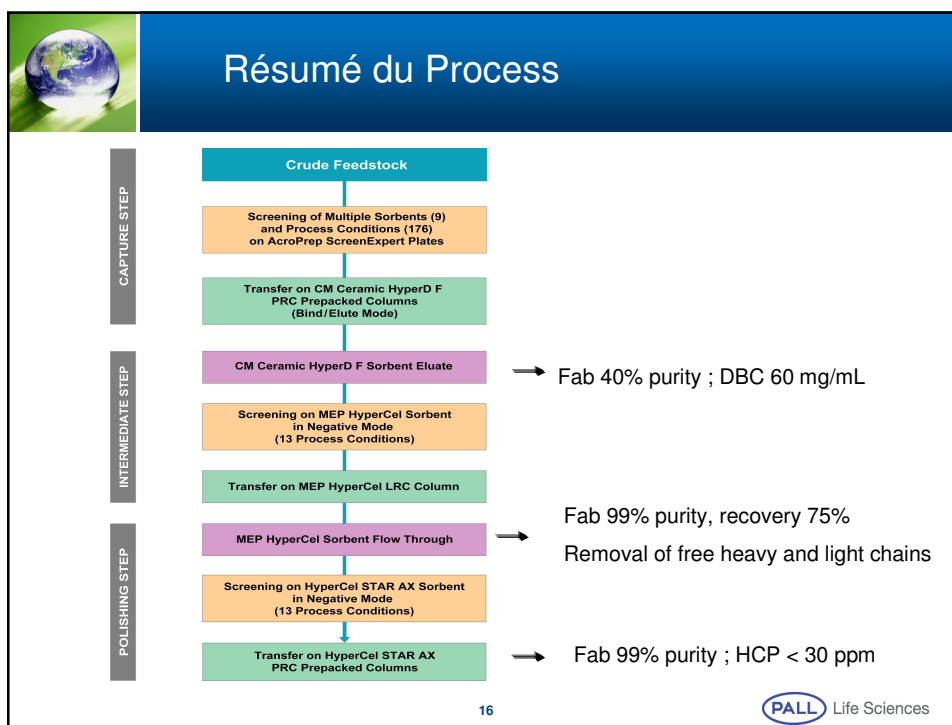 Résumé du Process
CAPTURE STEP
Crude Feedstock
Screening of Multiple Sorbents (9)
and Process Conditions (176)
on AcroPrep ScreenExpert Plates
Transfer on CM Ceramic HyperD F
PRC Prepacked Columns
(Bind/Elute Mode)
INTERMEDIATE STEP
CM Ceramic HyperD F Sorbent Eluate
Fab 40% purity ; DBC 60 mg/mL
Screening on MEP HyperCel Sorbent
in Negative Mode
(13 Process Conditions)
Transfer on MEP HyperCel LRC Column
POLISHING STEP
MEP HyperCel Sorbent Flow Through
Fab 99% purity, recovery 75%
Removal of free heavy and light chains
Screening on HyperCel STAR AX Sorbent
in Negative Mode
(13 Process Conditions)
Transfer on HyperCel STAR AX
PRC Prepacked Columns
Fab 99% purity ; HCP < 30 ppm
16
PALL Life Sciences